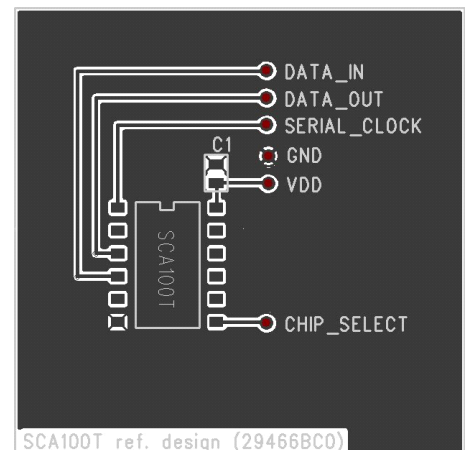 DATA_IN
DATA_OUT
SERIAL_CLOCK
C1
GND
VDD
SCA100T
CHIP_SELECT
SCA100T ref. design (29466BC0)